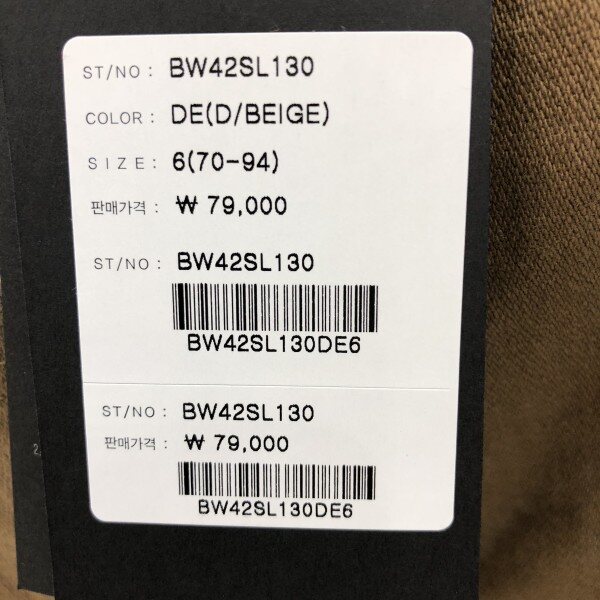 ST/NO : BW42SL130
COLOR : DE(D/BEIGE)
SIZE : 6(70-94)
판매가격 : ₩ 79,000
ST/NO : BW42SL130
BW42SL130DE6
ST/NO : BW42SL130
판매가격 : ₩ 79,000
BW42SL130DE6